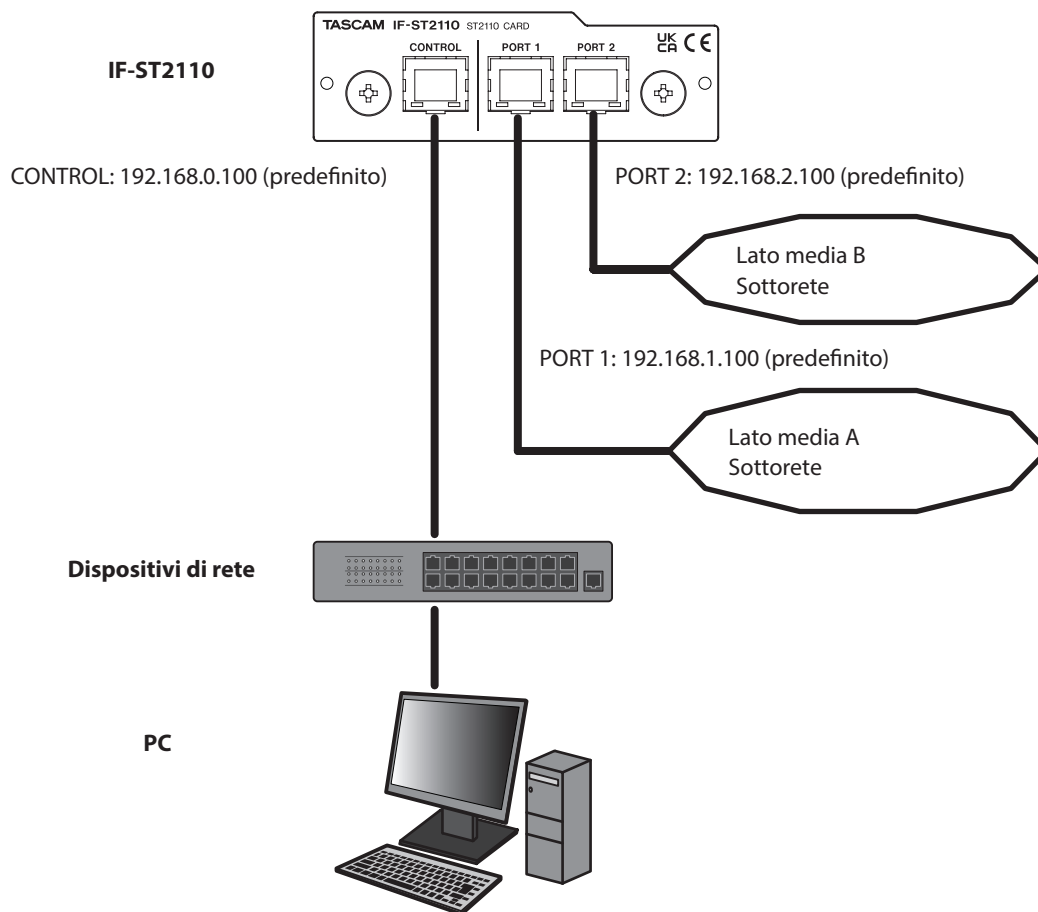 TASCAM IF-ST2110 ST2110 CARD
CONTROL PORT 1 PORT 2
UK
CA CE
IF-ST2110
CONTROL: 192.168.0.100 (predefinito)
PORT 2: 192.168.2.100 (predefinito)
Lato media B
Sottorete
PORT 1: 192.168.1.100 (predefinito)
Lato media A
Sottorete
Dispositivi di rete
PC